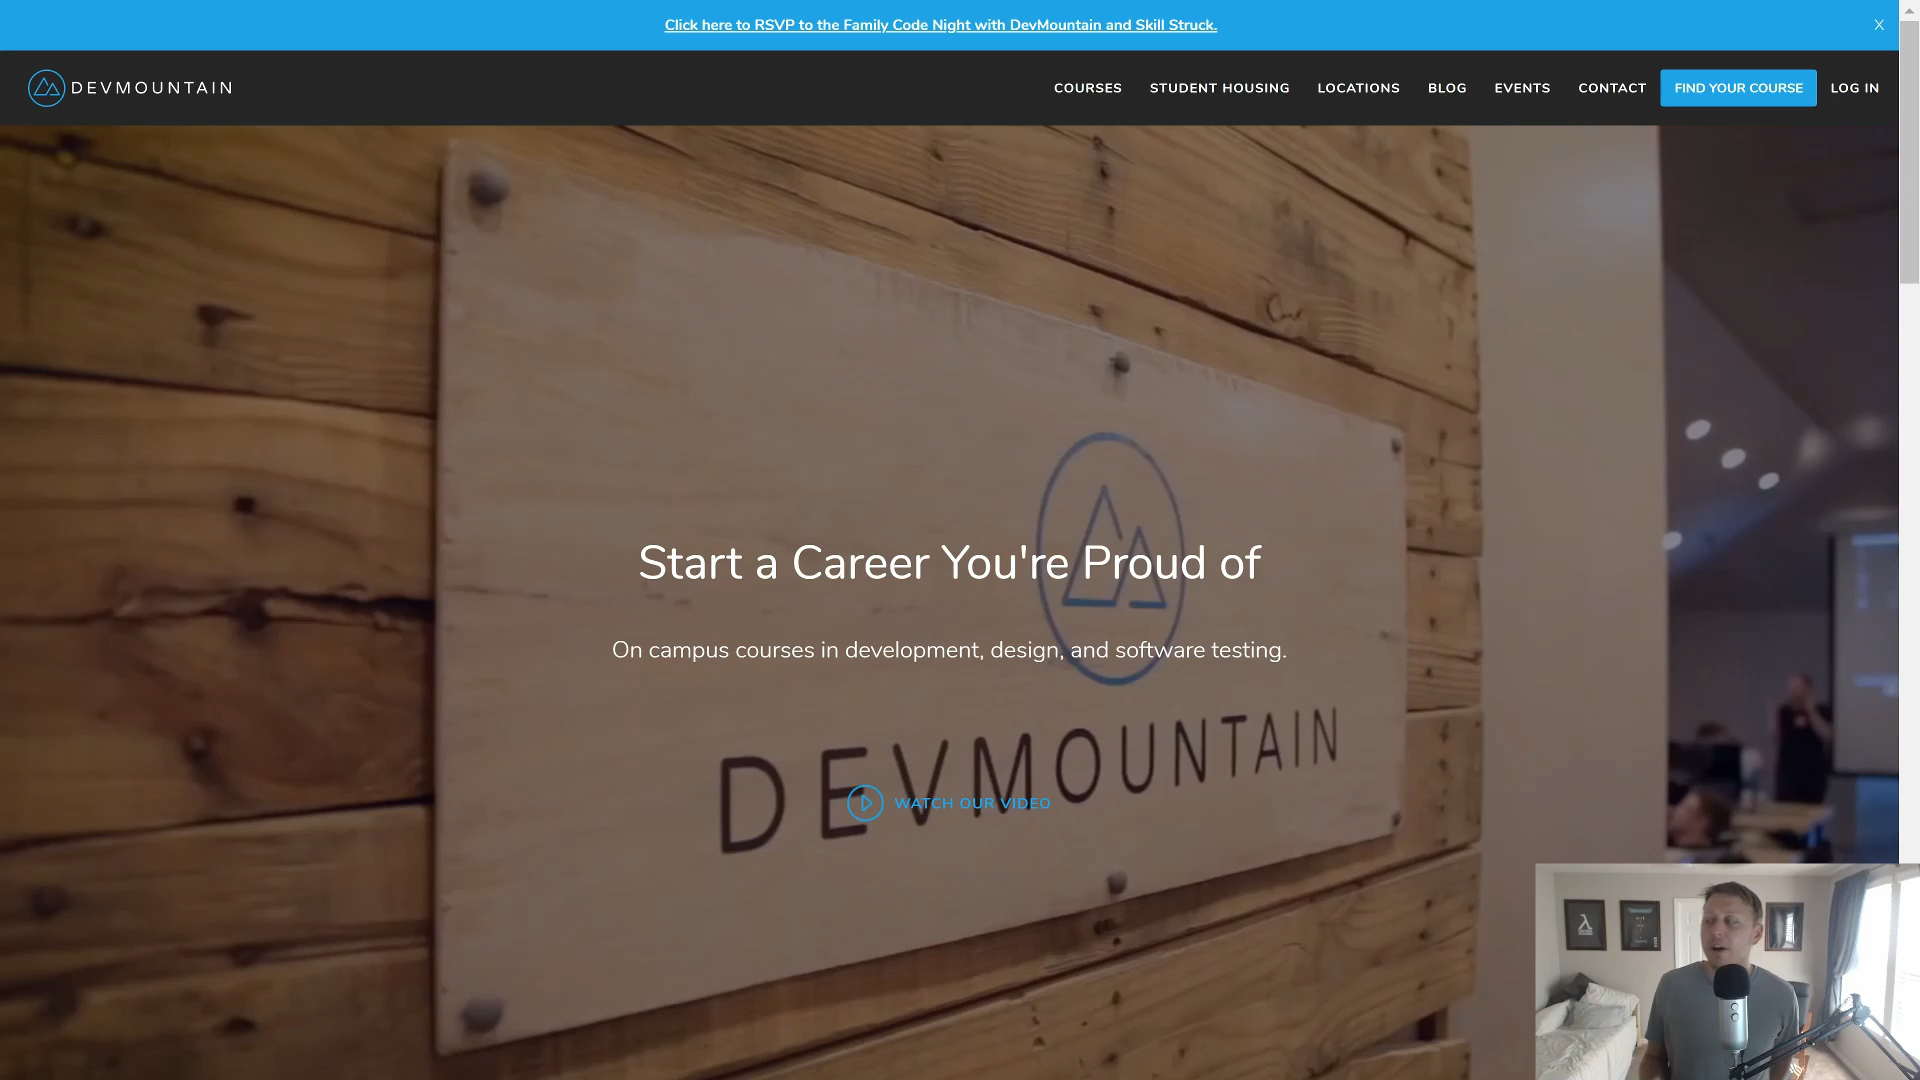 Click here to RSVP to the Family Code Night with DevMountain and Skill Struck.
X
DEVMOUNTAIN
COURSES
STUDENT HOUSING
LOCATIONS
BLOG
EVENTS
CONTACT
FIND YOUR COURSE
LOG IN
Start a Career You're Proud of
On campus courses in development, design, and software testing.
DEVMOUNTAIN
WATCH OUR VIDEO
λ